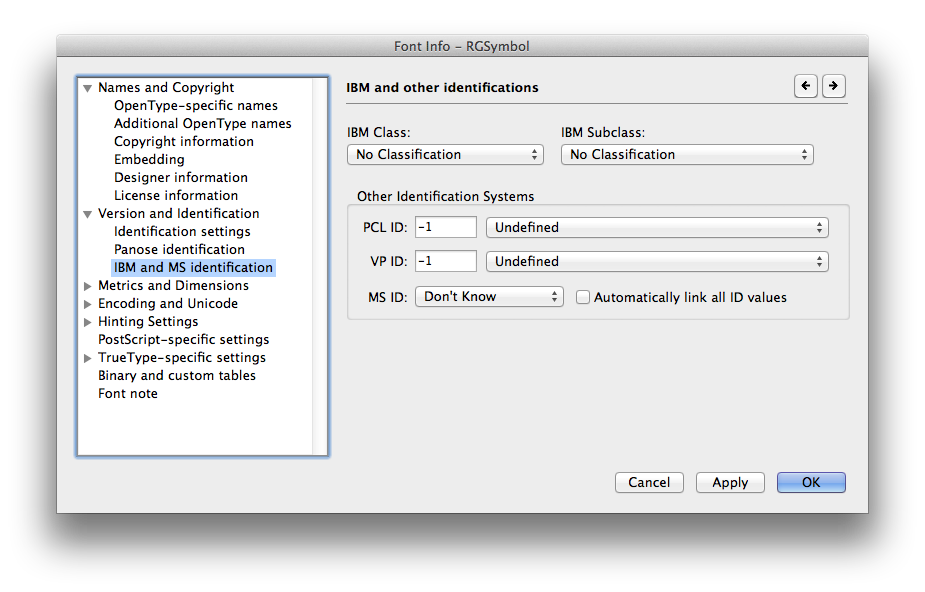 Font Info – RGSymbol
Names and Copyright
OpenType-specific names
Additional OpenType names
Copyright information
Embedding
Designer information
License information
Version and Identification
Identification settings
Panose identification
IBM and MS identification
Metrics and Dimensions
Encoding and Unicode
Hinting Settings
PostScript-specific settings
TrueType-specific settings
Binary and custom tables
Font note
IBM and other identifications
IBM Class: IBM Subclass:
No Classification No Classification
Other Identification Systems
PCL ID: -1 Undefined
VP ID: -1 Undefined
MS ID: Don't Know Automatically link all ID values
Cancel Apply OK